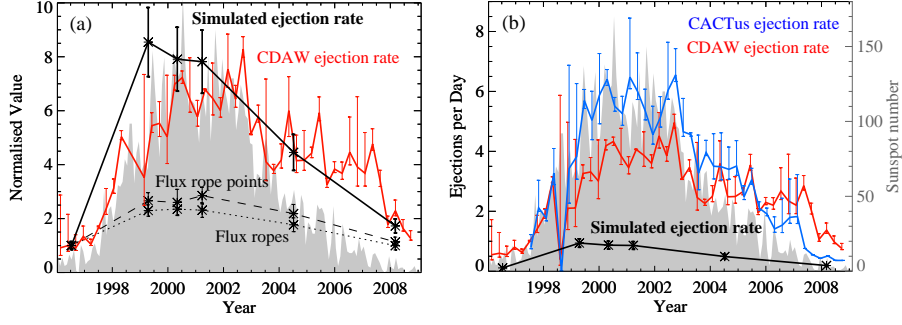 (a)
Simulated ejection rate
CDAW ejection rate
Flux rope points
Flux ropes
Normalised Value
10
8
6
4
2
0
1998 2000 2002 2004 2006 2008
Year
(b)
CACTus ejection rate
CDAW ejection rate
Simulated ejection rate
Ejections per Day
8
6
4
2
0
1998 2000 2002 2004 2006 2008
Year
150
100
50
0
Sunspot number